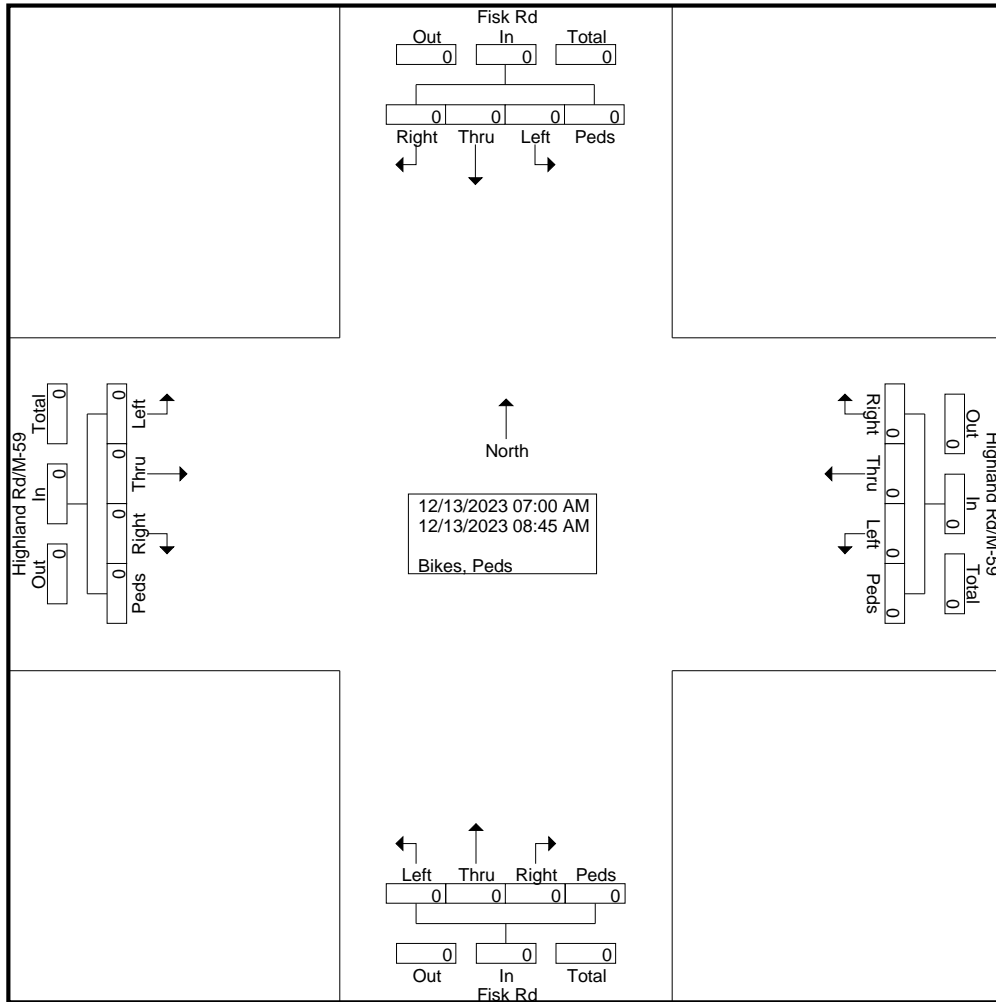 Fisk Rd
Out In Total
0 0 0
0 0 0 0
Right Thru Left Peds
Highland Rd/M-59
Total In Out
0 0 0
0 0 0 0
Left Thru Right Peds
North
12/13/2023 07:00 AM
12/13/2023 08:45 AM
Bikes, Peds
Right Thru Left Peds
0 0 0 0
Out In Total
0 0 0
Highland Rd/M-59
Left Thru Right Peds
0 0 0 0
0 0 0
Out In Total
Fisk Rd